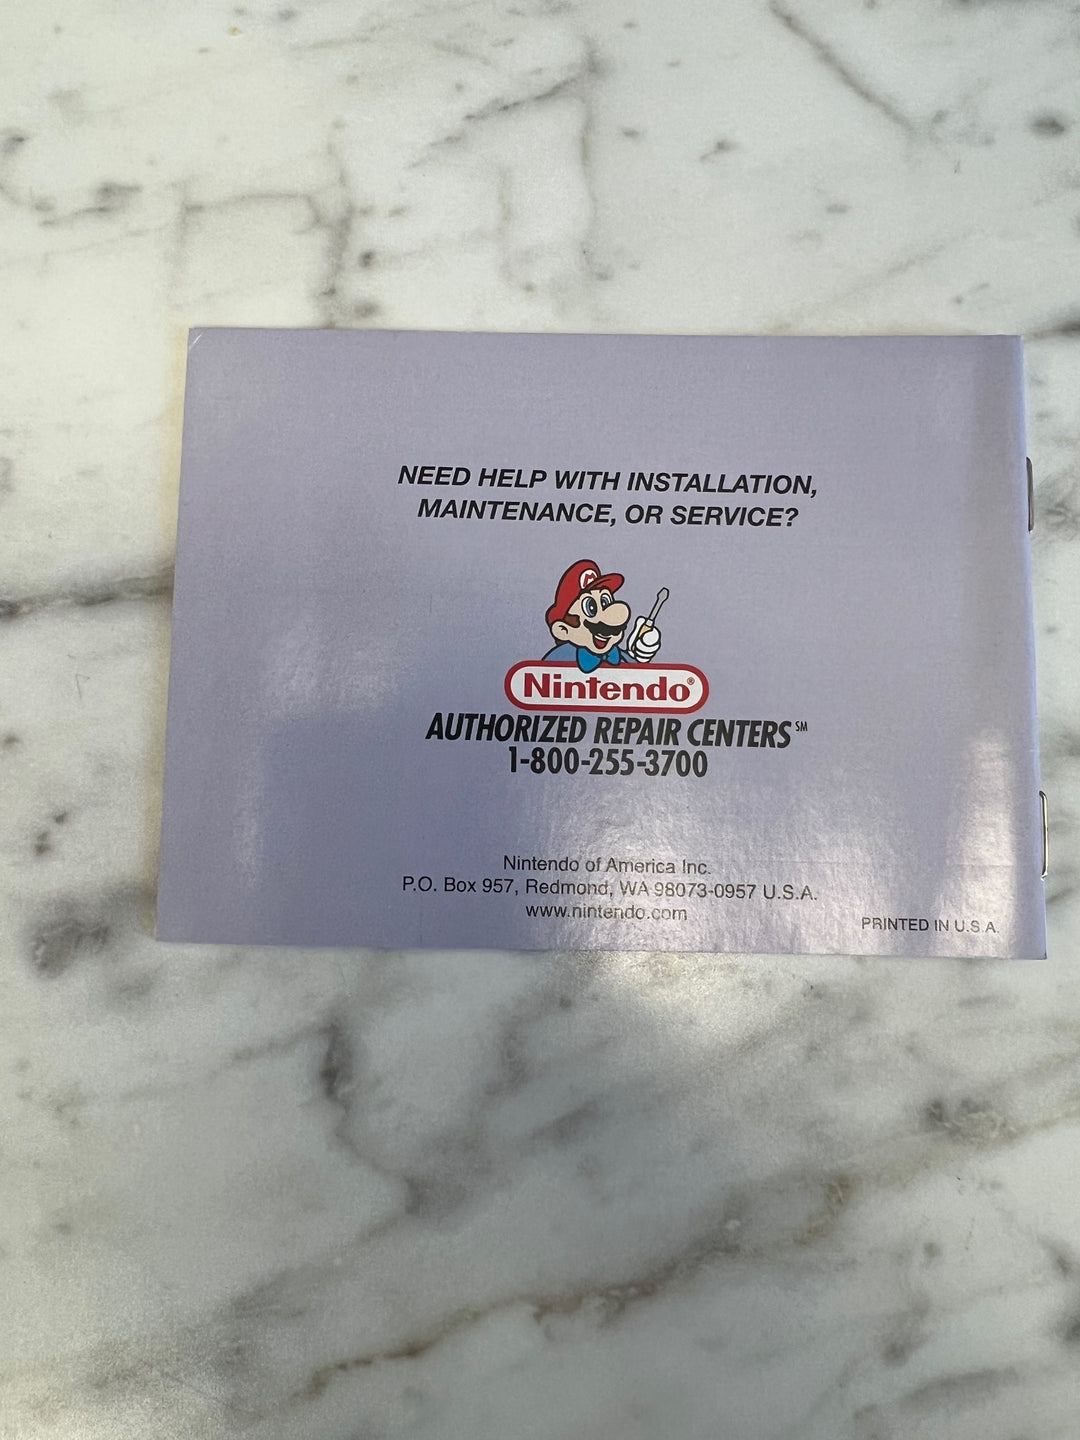 NEED HELP WITH INSTALLATION,
MAINTENANCE, OR SERVICE?
M
Nintendo®
AUTHORIZED REPAIR CENTERS℠
1-800-255-3700
Nintendo of America Inc.
P.O. Box 957, Redmond, WA 98073-0957 U.S.A.
www.nintendo.com
PRINTED IN U.S.A.